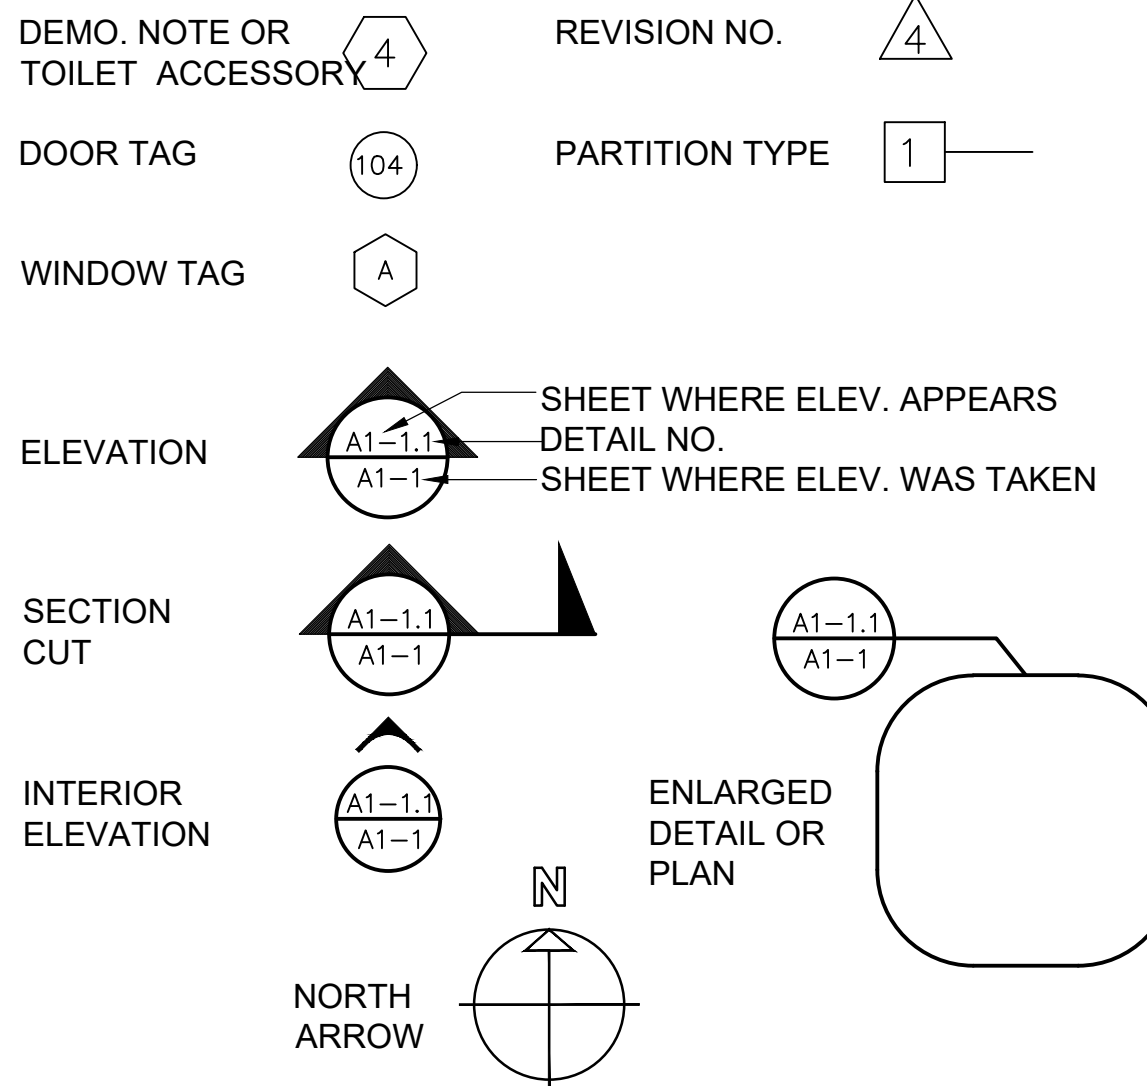 DEMO. NOTE OR
TOILET ACCESSORY
4
REVISION NO.
4
DOOR TAG
104
PARTITION TYPE
1
WINDOW TAG
A
ELEVATION
A1-1.1
A1-1
SHEET WHERE ELEV. APPEARS
DETAIL NO.
SHEET WHERE ELEV. WAS TAKEN
SECTION
CUT
A1-1.1
A1-1
A1-1.1
A1-1
INTERIOR
ELEVATION
A1-1.1
A1-1
ENLARGED
DETAIL OR
PLAN
N
NORTH
ARROW